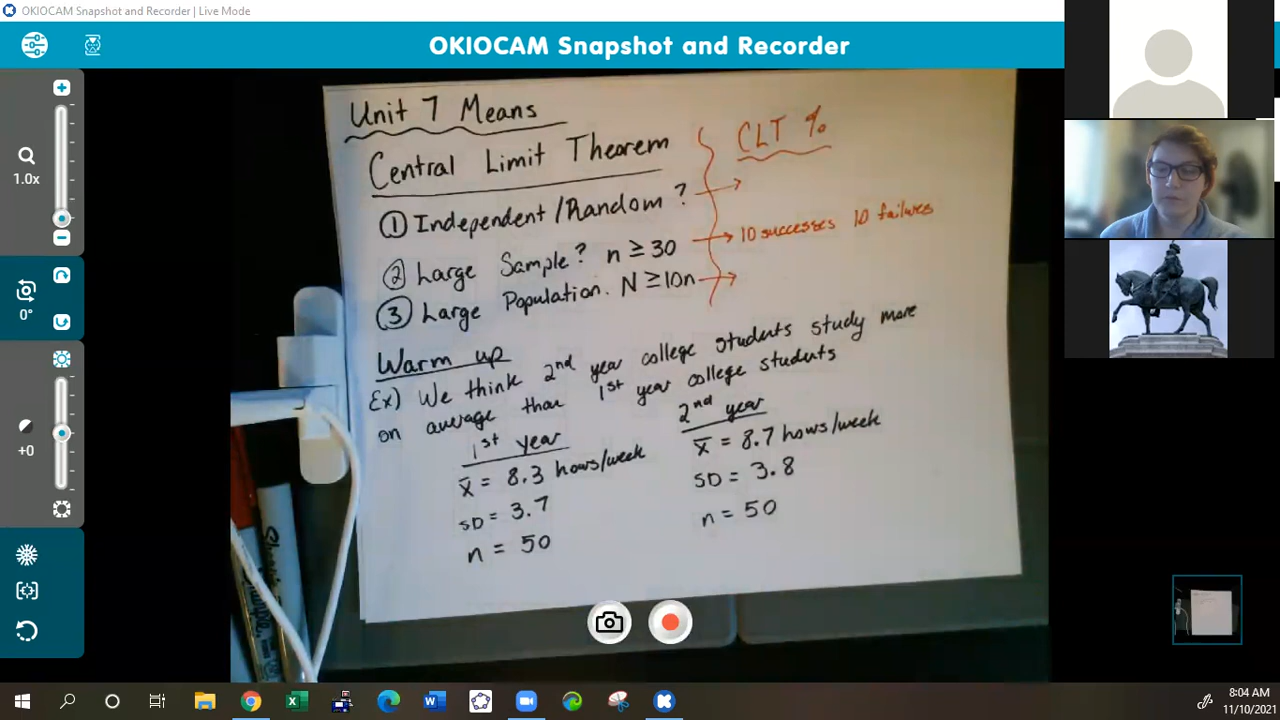 OKIOCAM Snapshot and Recorder | Live Mode
OKIOCAM Snapshot and Recorder
1.0x
0°
+0
Unit 7 Means
Central Limit Theorem
CLT %
① Independent/Random?
② Large Sample? n ≥ 30 → 10 successes 10 failures
③ Large Population. N ≥ 10n →
Warm up
Ex) We think 2nd year college students study more
on average than 1st year college students
1st year
x̄ = 8.3 hours/week
SD = 3.7
n = 50
2nd year
x̄ = 8.7 hours/week
SD = 3.8
n = 50
8:04 AM
11/10/2021